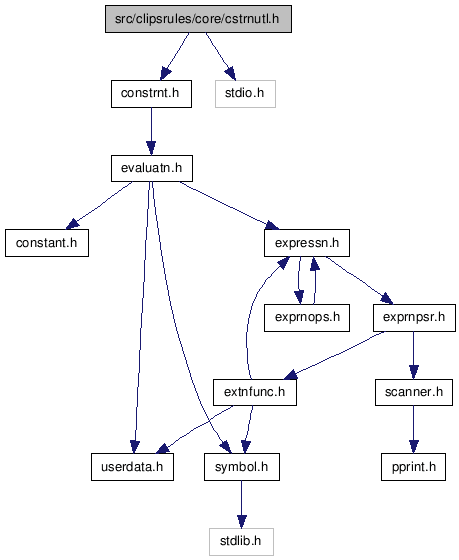 src/clipsrules/core/cstrnutl.h
constrnt.h
stdio.h
evaluatn.h
constant.h
expressn.h
exprnops.h
exprnpsr.h
extnfunc.h
scanner.h
userdata.h
symbol.h
pprint.h
stdlib.h